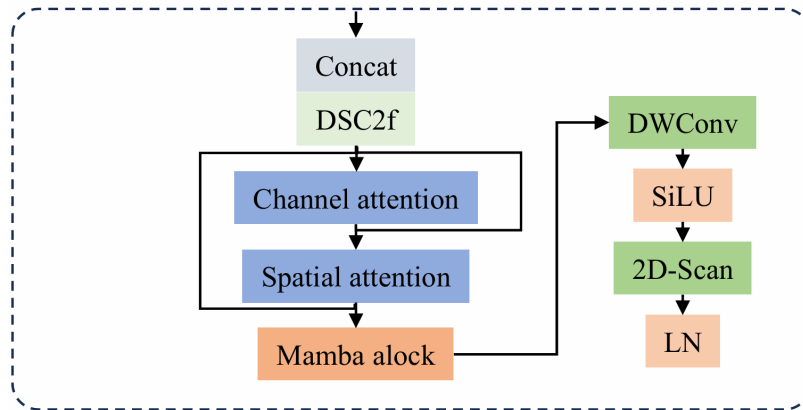 Concat
DSC2f
Channel attention
Spatial attention
Mamba alock
DWConv
SiLU
2D-Scan
LN